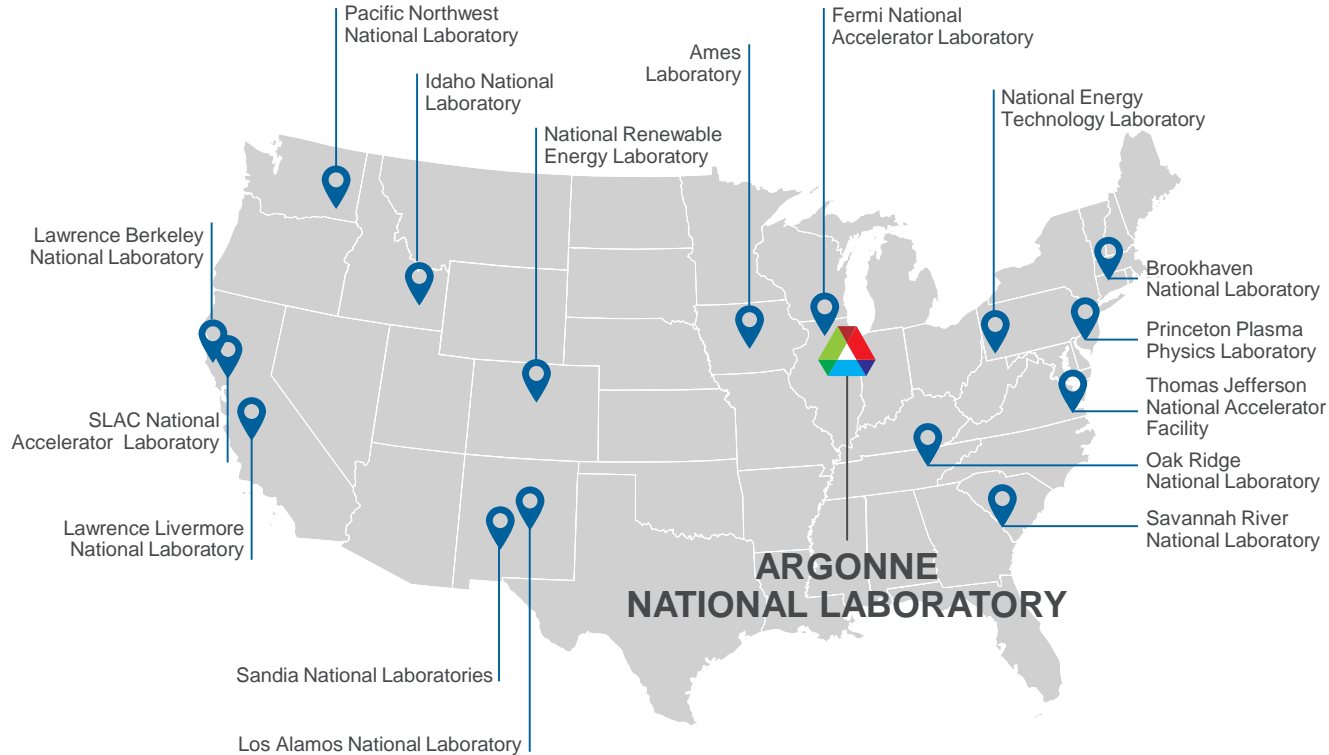 Pacific Northwest
National Laboratory
Fermi National
Accelerator Laboratory
Ames
Laboratory
Idaho National
Laboratory
National Energy
Technology Laboratory
National Renewable
Energy Laboratory
Lawrence Berkeley
National Laboratory
Brookhaven
National Laboratory
Princeton Plasma
Physics Laboratory
Thomas Jefferson
National Accelerator
Facility
SLAC National
Accelerator Laboratory
Oak Ridge
National Laboratory
Lawrence Livermore
National Laboratory
Savannah River
National Laboratory
ARGONNE
NATIONAL LABORATORY
Sandia National Laboratories
Los Alamos National Laboratory